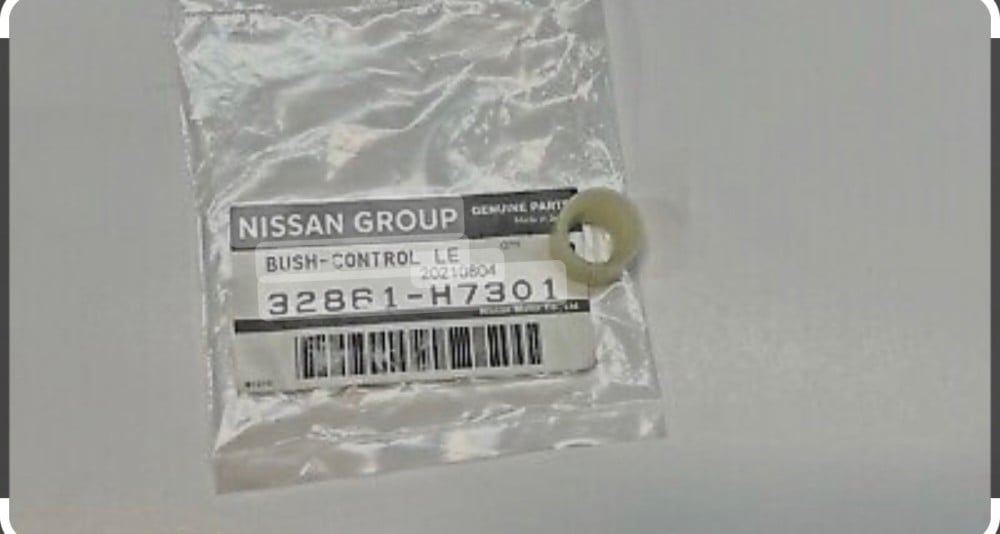 NISSAN GROUP
GENUINE PARTS
BUSH-CONTROL LE
20210804
32861-H7301